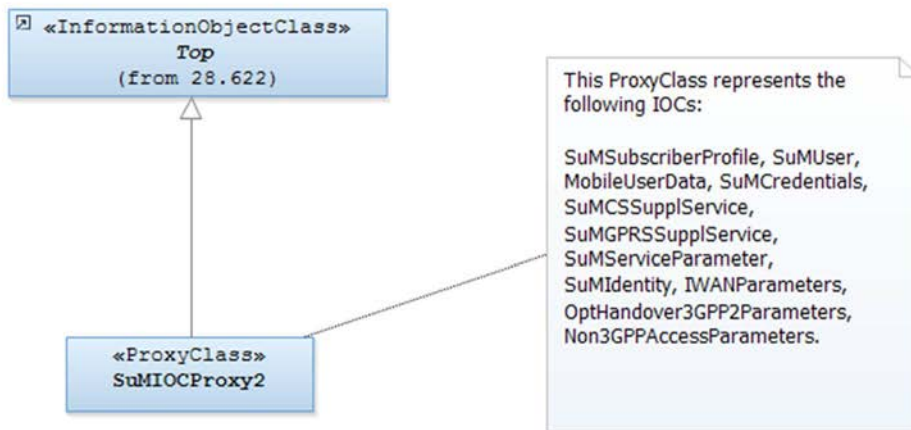 «InformationObjectClass»
Top
(from 28.622)
This ProxyClass represents the
following IOCs:
SuMSubscriberProfile, SuMUser,
MobileUserData, SuMCredentials,
SuMCSSupplService,
SuMGPRSSupplService,
SuMServiceParameter,
SuMIdentity, IWANParameters,
OptHandover3GPP2Parameters,
Non3GPPAccessParameters.
«ProxyClass»
SuMIOCProxy2